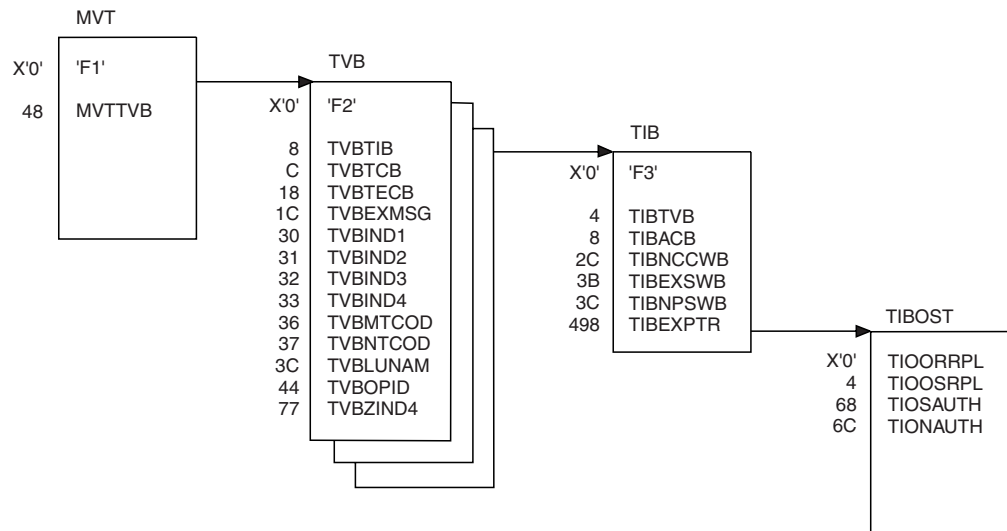 MVT
X'0' 'F1'
48 MVTTVB
TVB
X'0' 'F2'
8 TVBTIB
C TVBTCB
18 TVBTECB
1C TVBEXMSG
30 TVBIND1
31 TVBIND2
32 TVBIND3
33 TVBIND4
36 TVBMTCOD
37 TVBNTCOD
3C TVBLUNAM
44 TVBOPID
77 TVBZIND4
TIB
X'0' 'F3'
4 TIBTVB
8 TIBACB
2C TIBNCCWB
3B TIBEXSWB
3C TIBNPSWB
498 TIBEXPTR
TIBOST
X'0' TIOORRPL
4 TIOOSRPL
68 TIOSAUTH
6C TIONAUTH